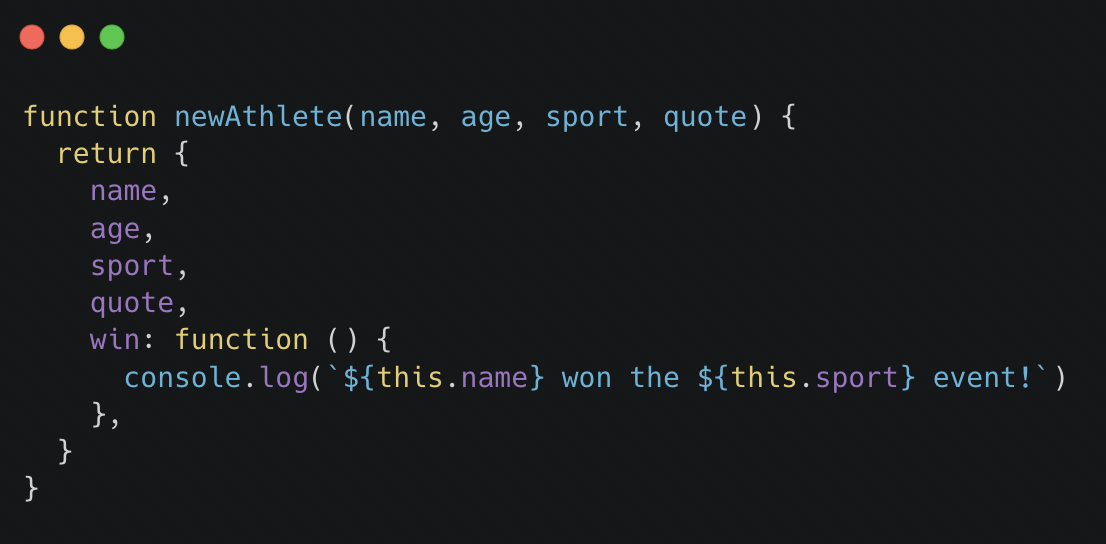 function newAthlete(name, age, sport, quote) {
  return {
    name,
    age,
    sport,
    quote,
    win: function () {
      console.log(`${this.name} won the ${this.sport} event!`)
    },
  }
}